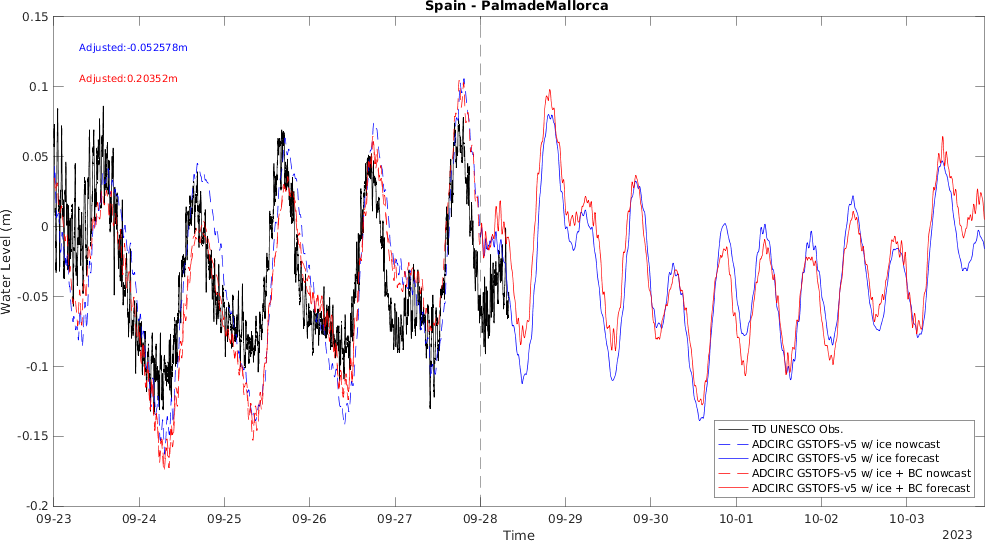 Spain - PalmadeMallorca
0.15
0.1
0.05
0
-0.05
-0.1
-0.15
-0.2
Water Level (m)
Adjusted:-0.052578m
Adjusted:0.20352m
TD UNESCO Obs.
ADCIRC GSTOFS-v5 w/ ice nowcast
ADCIRC GSTOFS-v5 w/ ice forecast
ADCIRC GSTOFS-v5 w/ ice + BC nowcast
ADCIRC GSTOFS-v5 w/ ice + BC forecast
09-23 09-24 09-25 09-26 09-27 09-28 09-29 09-30 10-01 10-02 10-03
Time
2023